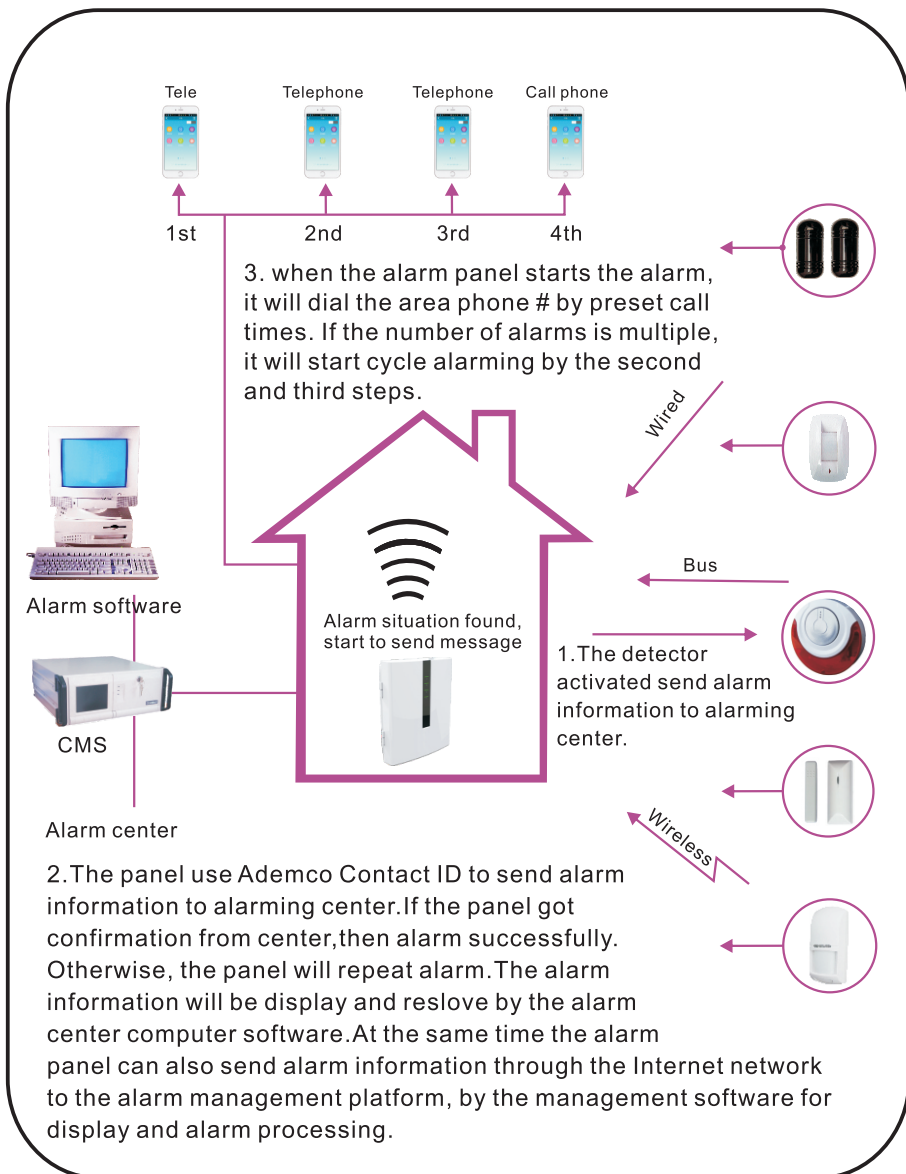 Tele
Telephone
Telephone
Call phone
1st
2nd
3rd
4th
3. when the alarm panel starts the alarm,
it will dial the area phone # by preset call
times. If the number of alarms is multiple,
it will start cycle alarming by the second
and third steps.
Wired
Bus
Alarm software
Alarm situation found,
start to send message
1.The detector
activated send alarm
information to alarming
center.
CMS
Wireless
Alarm center
2.The panel use Ademco Contact ID to send alarm
information to alarming center.If the panel got
confirmation from center,then alarm successfully.
Otherwise, the panel will repeat alarm.The alarm
information will be display and reslove by the alarm
center computer software.At the same time the alarm
panel can also send alarm information through the Internet network
to the alarm management platform, by the management software for
display and alarm processing.